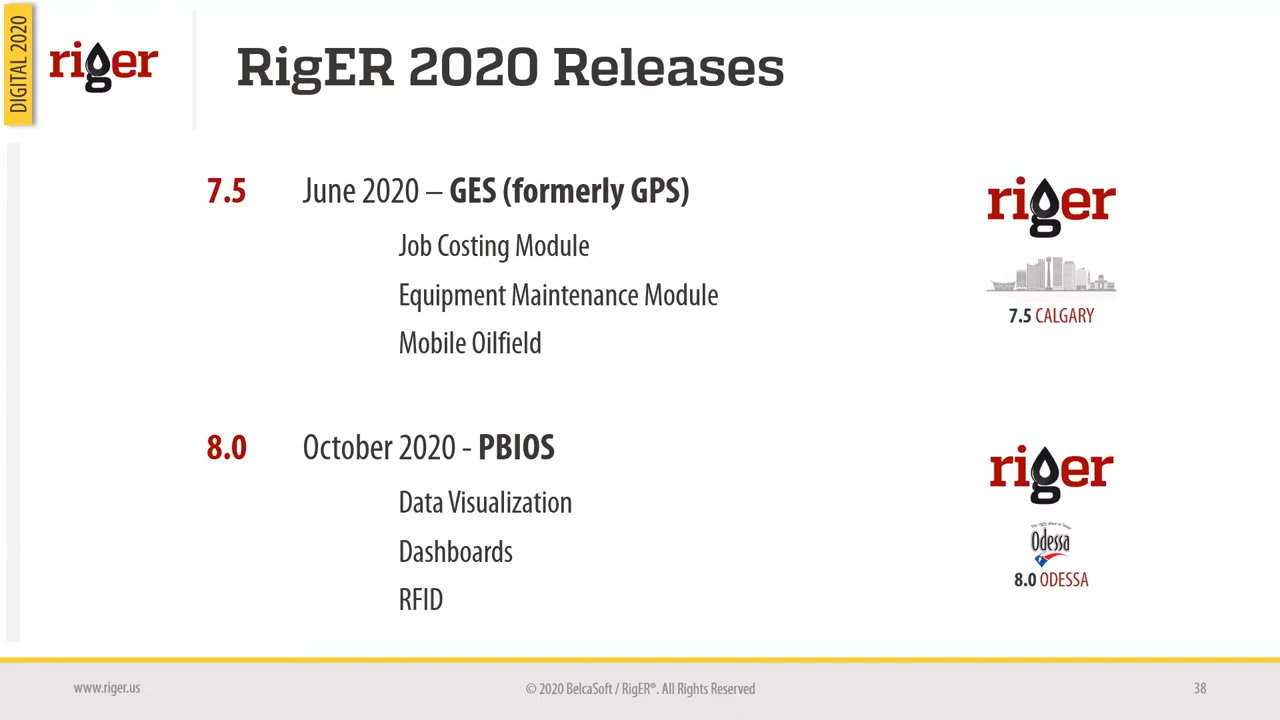 DIGITAL 2020
riger
RigER 2020 Releases
7.5 June 2020 – GES (formerly GPS)
Job Costing Module
Equipment Maintenance Module
Mobile Oilfield
riger
7.5 CALGARY
8.0 October 2020 - PBIOS
Data Visualization
Dashboards
RFID
riger
Odessa
8.0 ODESSA
www.riger.us
© 2020 BelcaSoft / RigER®. All Rights Reserved
38